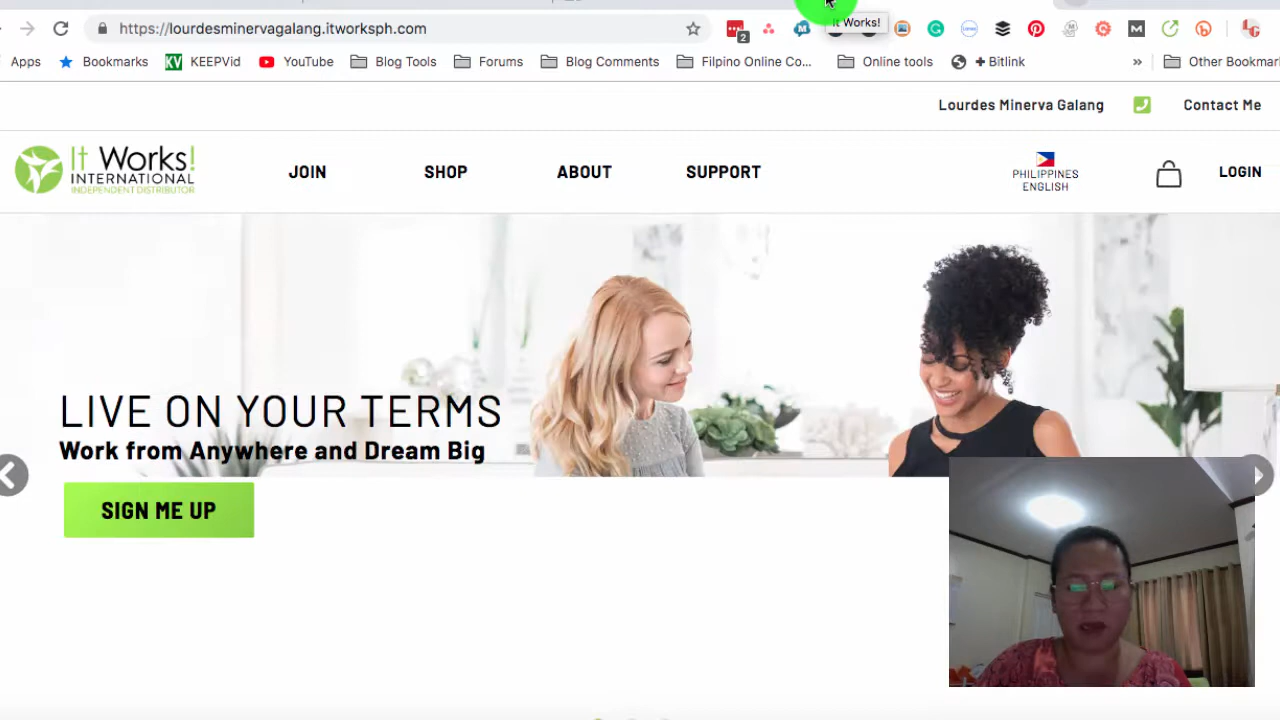 https://lourdesminervagalang.itworksph.com
2
It Works!
Apps
Bookmarks
KV KEEPVid
YouTube
Blog Tools
Forums
Blog Comments
Filpino Online Co...
Online tools
+ Bitlink
»
Other Bookmar
Lourdes Minerva Galang
Contact Me
It Works!
INTERNATIONAL
INDEPENDENT DISTRIBUTOR
JOIN
SHOP
ABOUT
SUPPORT
PHILIPPINES
ENGLISH
LOGIN
LIVE ON YOUR TERMS
Work from Anywhere and Dream Big
SIGN ME UP